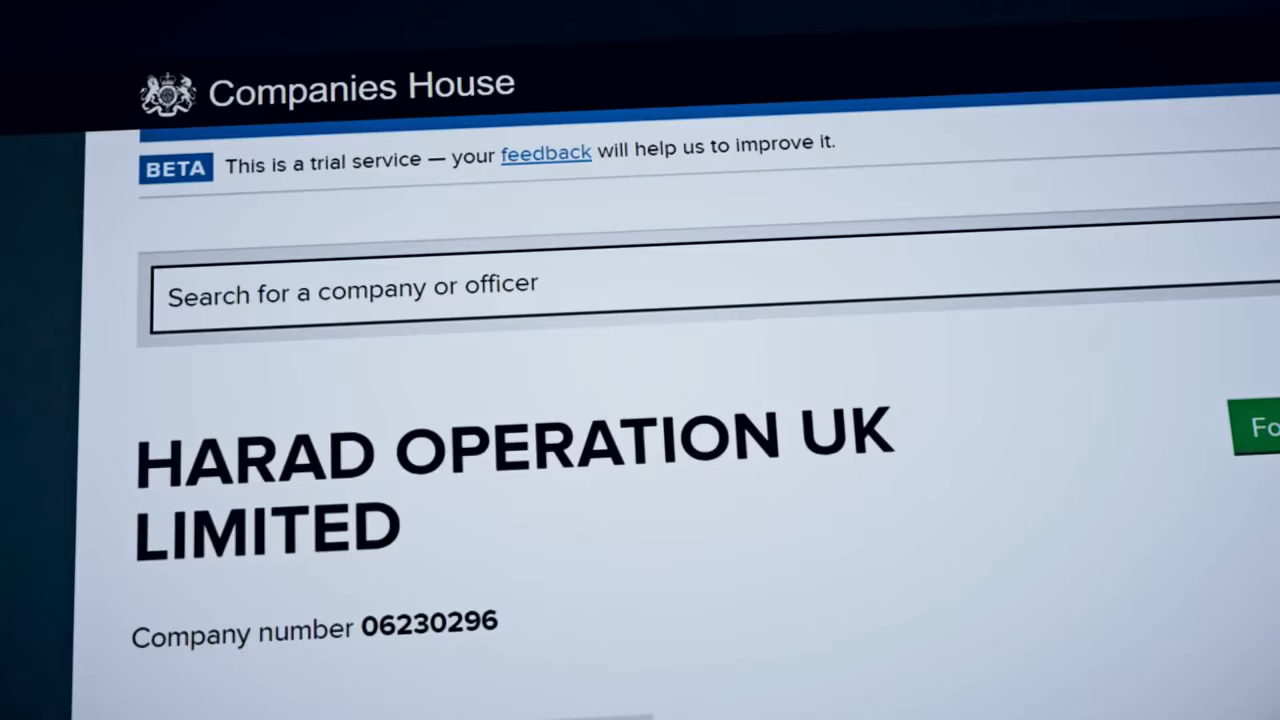 Companies House
BETA This is a trial service — your feedback will help us to improve it.
Search for a company or officer
HARAD OPERATION UK
LIMITED
Fo
Company number 06230296